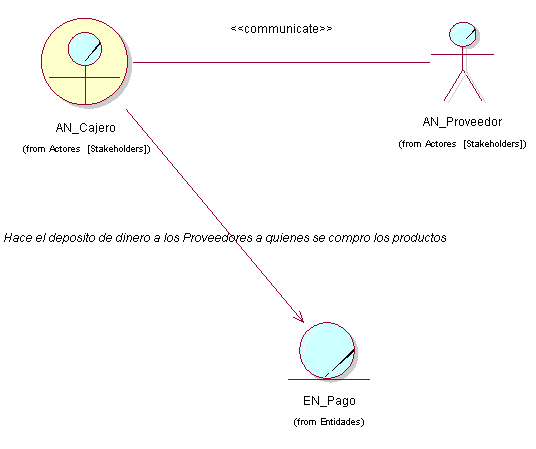 <<communicate>>
AN_Cajero
(from Actores [Stakeholders])
AN_Proveedor
(from Actores [Stakeholders])
Hace el deposito de dinero a los Proveedores a quienes se compro los productos
EN_Pago
(from Entidades)